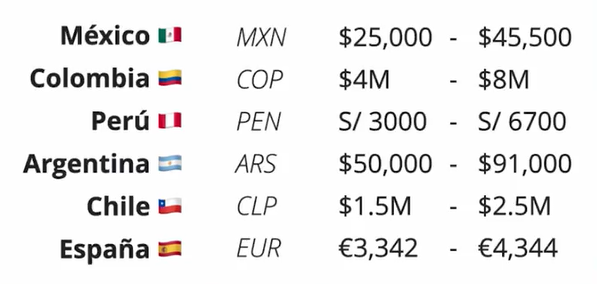 México 🇲🇽 MXN $25,000 - $45,500
Colombia 🇨🇴 COP $4M - $8M
Perú 🇵🇪 PEN S/ 3000 - S/ 6700
Argentina 🇦🇷 ARS $50,000 - $91,000
Chile 🇨🇱 CLP $1.5M - $2.5M
España 🇪🇸 EUR €3,342 - €4,344